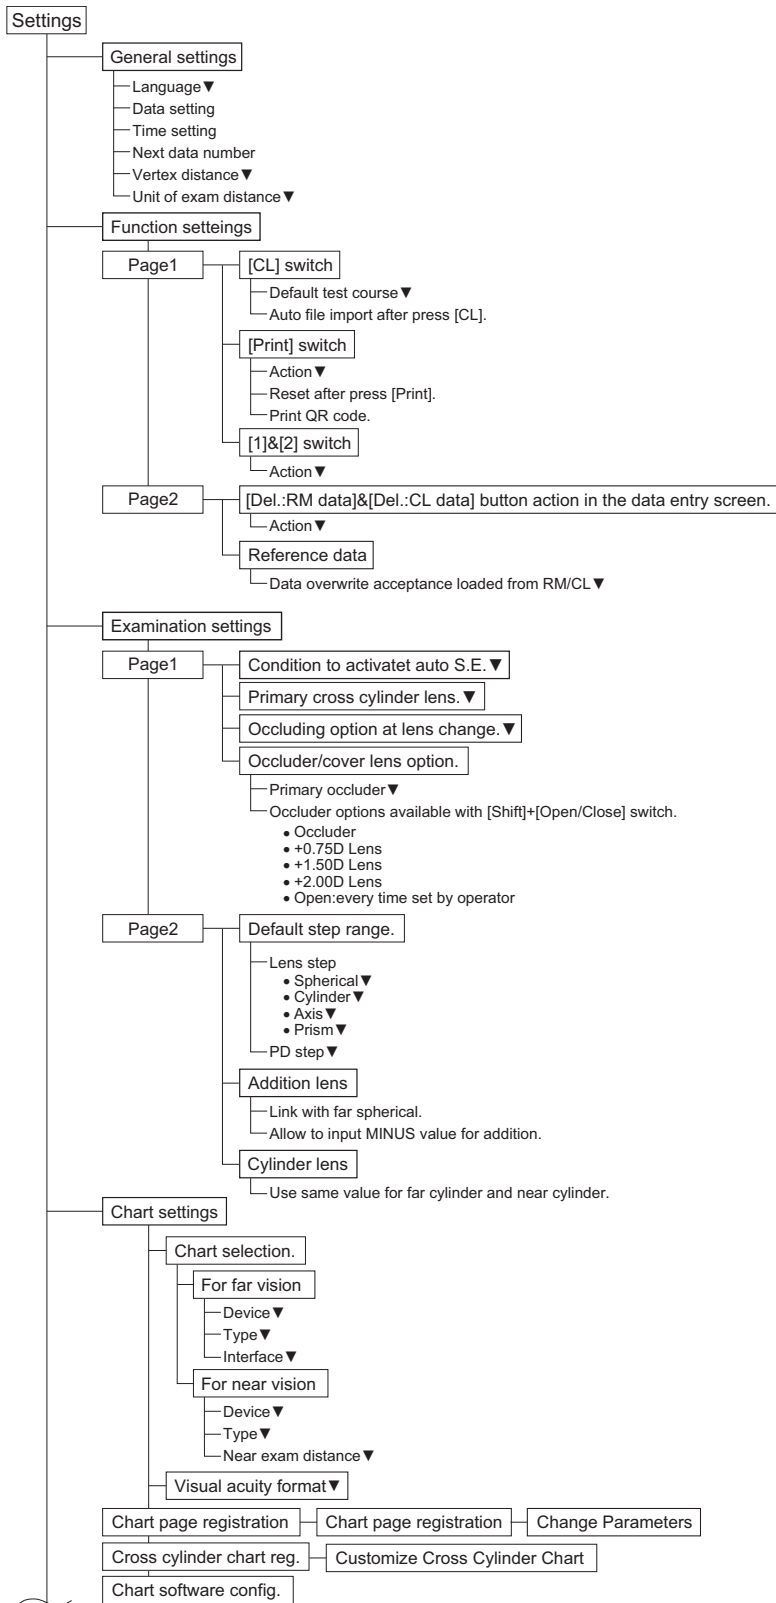 Settings
General settings
Language▼
Data setting
Time setting
Next data number
Vertex distance▼
Unit of exam distance▼
Function setteings
Page1
[CL] switch
Default test course▼
Auto file import after press [CL].
[Print] switch
Action▼
Reset after press [Print].
Print QR code.
[1]&[2] switch
Action▼
Page2
[Del.:RM data]&[Del.:CL data] button action in the data entry screen.
Action▼
Reference data
Data overwrite acceptance loaded from RM/CL▼
Examination settings
Page1
Condition to activatet auto S.E.▼
Primary cross cylinder lens.▼
Occluding option at lens change.▼
Occluder/cover lens option.
Primary occluder▼
Occluder options available with [Shift]+[Open/Close] switch.
• Occluder
• +0.75D Lens
• +1.50D Lens
• +2.00D Lens
• Open:every time set by operator
Page2
Default step range.
Lens step
• Spherical▼
• Cylinder▼
• Axis▼
• Prism▼
PD step▼
Addition lens
Link with far spherical.
Allow to input MINUS value for addition.
Cylinder lens
Use same value for far cylinder and near cylinder.
Chart settings
Chart selection.
For far vision
Device▼
Type▼
Interface▼
For near vision
Device▼
Type▼
Near exam distance▼
Visual acuity format▼
Chart page registration Chart page registration Change Parameters
Cross cylinder chart reg. Customize Cross Cylinder Chart
Chart software config.